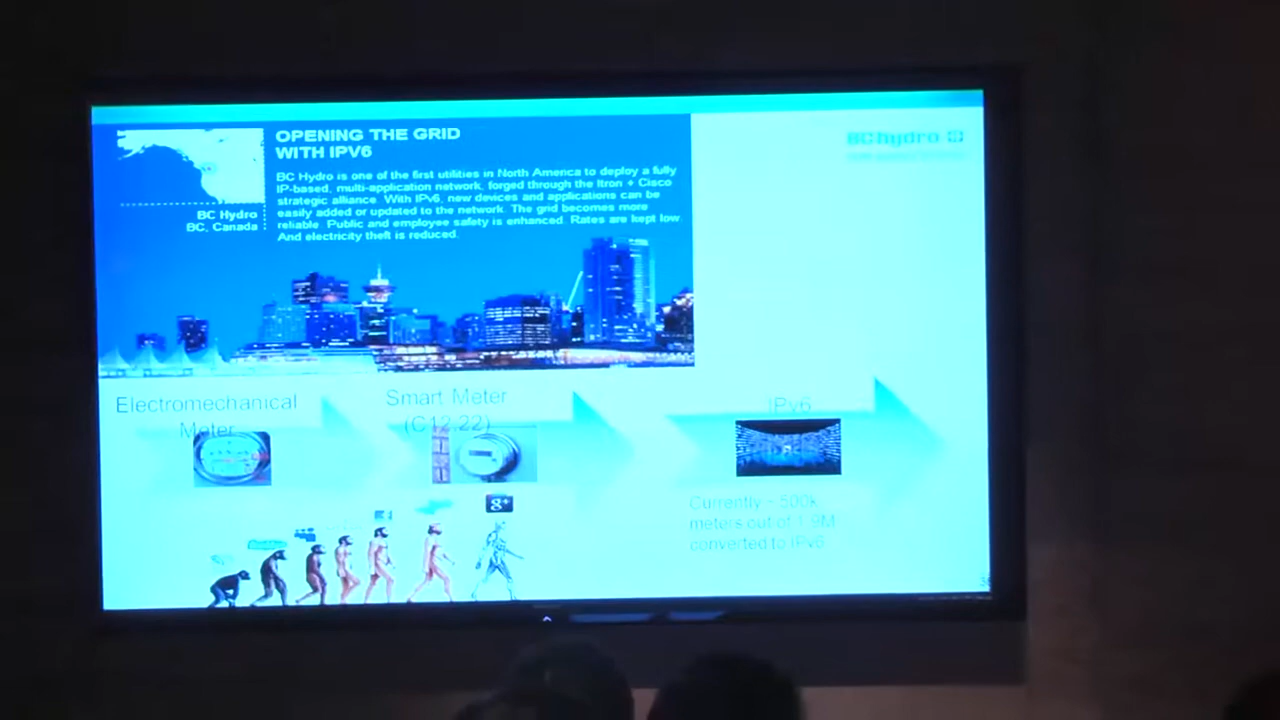 OPENING THE GRID
WITH IPV6
BC Hydro is one of the first utilities in North America to deploy a fully
IP-based, multi-application network, forged through the Itron + Cisco
strategic alliance. With IPv6, new devices and applications can be
easily added or updated to the network. The grid becomes more
reliable. Public and employee safety is enhanced. Rates are kept low
And electricity theft is reduced.
BC Hydro
BC, Canada
BC hydro
Electromechanical
Meter
Smart Meter
(C12.22)
IPv6
g+
Currently ~ 500k
meters out of 1.9M
converted to IPv6